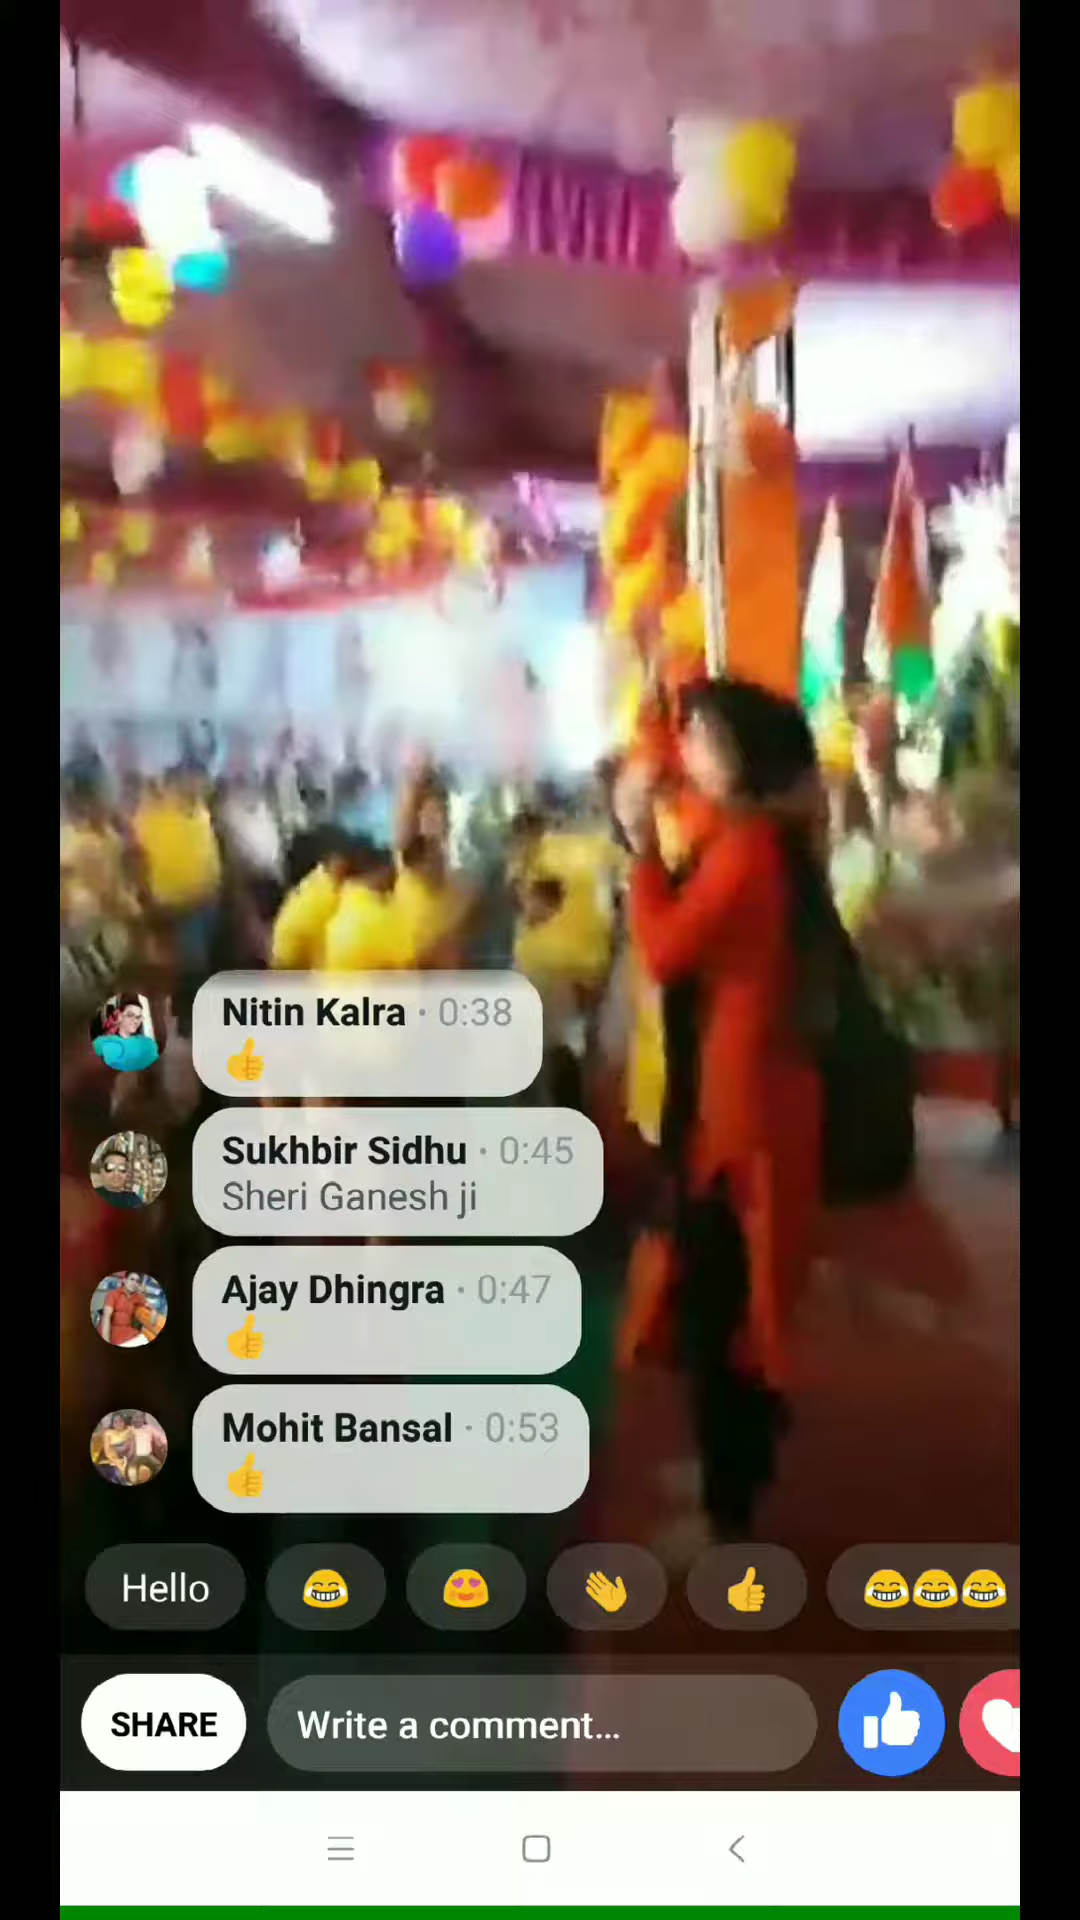 Nitin Kalra · 0:38
👍
Sukhbir Sidhu · 0:45
Sheri Ganesh ji
Ajay Dhingra · 0:47
👍
Mohit Bansal · 0:53
👍
Hello 😂 😍 👋 👍 😂😂😂
SHARE Write a comment...